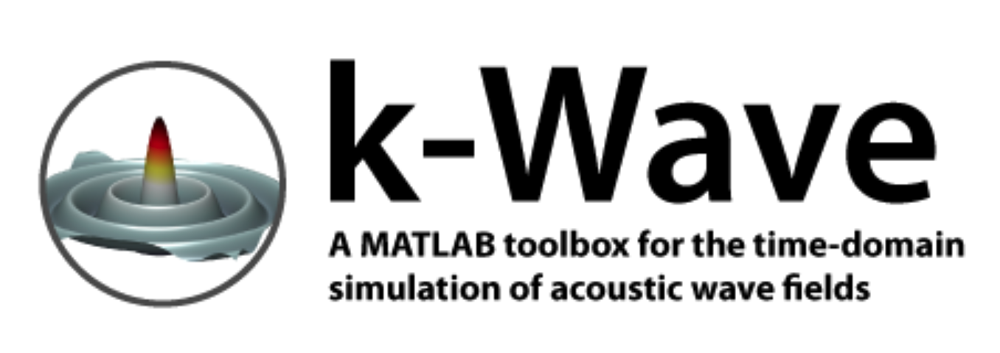 k-Wave
A MATLAB toolbox for the time-domain
simulation of acoustic wave fields